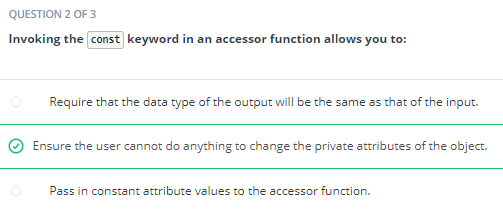 QUESTION 2 OF 3
Invoking the const keyword in an accessor function allows you to:
Require that the data type of the output will be the same as that of the input.
Ensure the user cannot do anything to change the private attributes of the object.
Pass in constant attribute values to the accessor function.